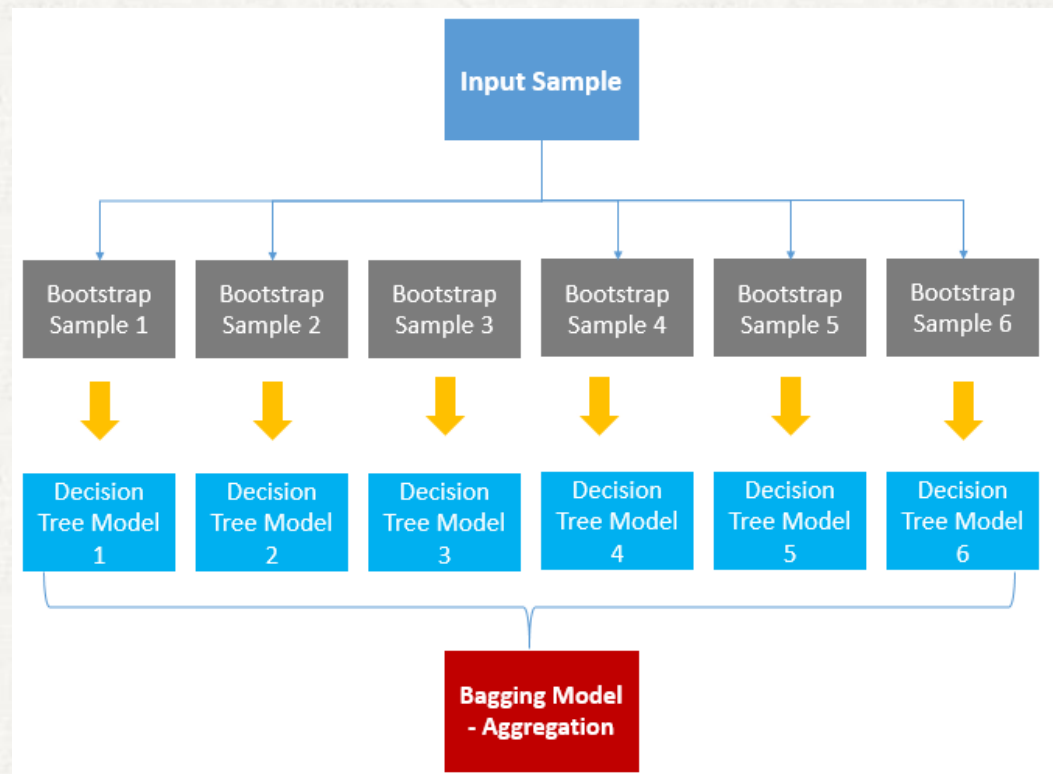 Input Sample
Bootstrap
Sample 1
Bootstrap
Sample 2
Bootstrap
Sample 3
Bootstrap
Sample 4
Bootstrap
Sample 5
Bootstrap
Sample 6
Decision
Tree Model
1
Decision
Tree Model
2
Decision
Tree Model
3
Decision
Tree Model
4
Decision
Tree Model
5
Decision
Tree Model
6
Bagging Model
- Aggregation